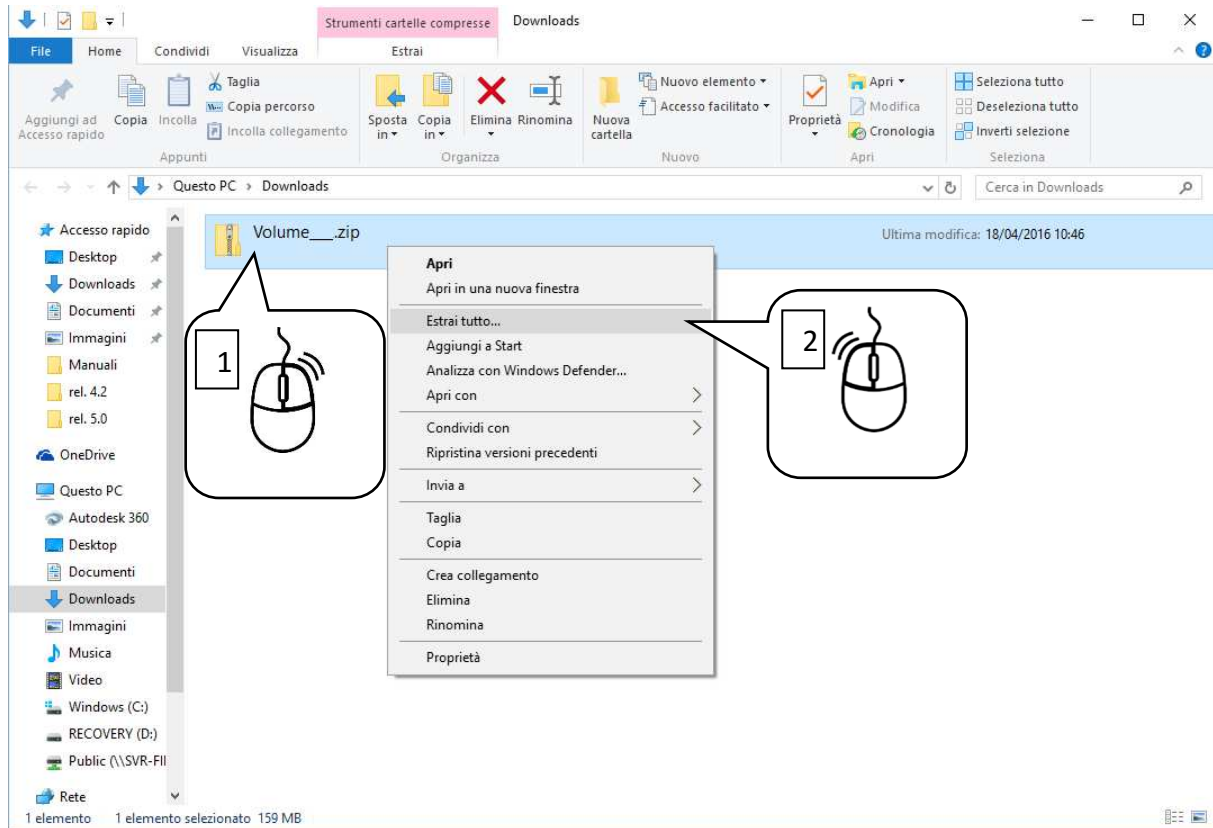 Strumenti cartelle compresse
Downloads
File
Home
Condividi
Visualizza
Estrai
Aggiungi ad
Accesso rapido
Copia
Incolla
Taglia
Copia percorso
Incolla collegamento
Appunti
Sposta
in
Copia
in
Elimina
Rinomina
Organizza
Nuova
cartella
Nuovo elemento
Accesso facilitato
Nuovo
Proprietà
Apri
Modifica
Cronologia
Apri
Seleziona tutto
Deseleziona tutto
Inverti selezione
Seleziona
Questo PC > Downloads
Cerca in Downloads
Accesso rapido
Desktop
Downloads
Documenti
Immagini
Manuali
rel. 4.2
rel. 5.0
OneDrive
Questo PC
Autodesk 360
Desktop
Documenti
Downloads
Immagini
Musica
Video
Windows (C:)
RECOVERY (D:)
Public (\\SVR-FII
Rete
Volume___.zip
Ultima modifica: 18/04/2016 10:46
1
Apri
Apri in una nuova finestra
Estrai tutto...
Aggiungi a Start
Analizza con Windows Defender...
Apri con
Condividi con
Ripristina versioni precedenti
Invia a
Taglia
Copia
Crea collegamento
Elimina
Rinomina
Proprietà
2
1 elemento
1 elemento selezionato 159 MB